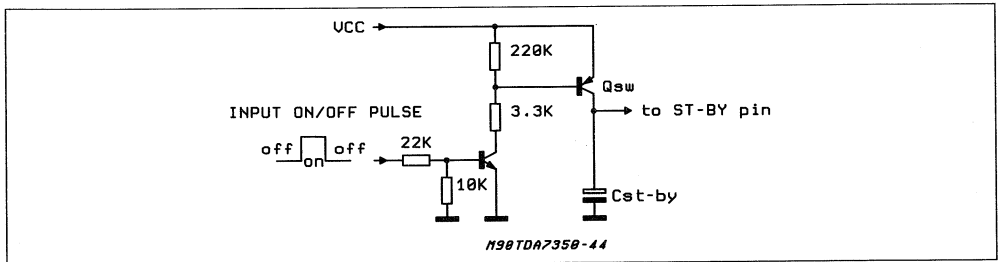 VCC
220K
Qsw
3.3K
to ST-BY pin
INPUT ON/OFF PULSE
off on off
22K
10K
Cst-by
M90TDA7350-44